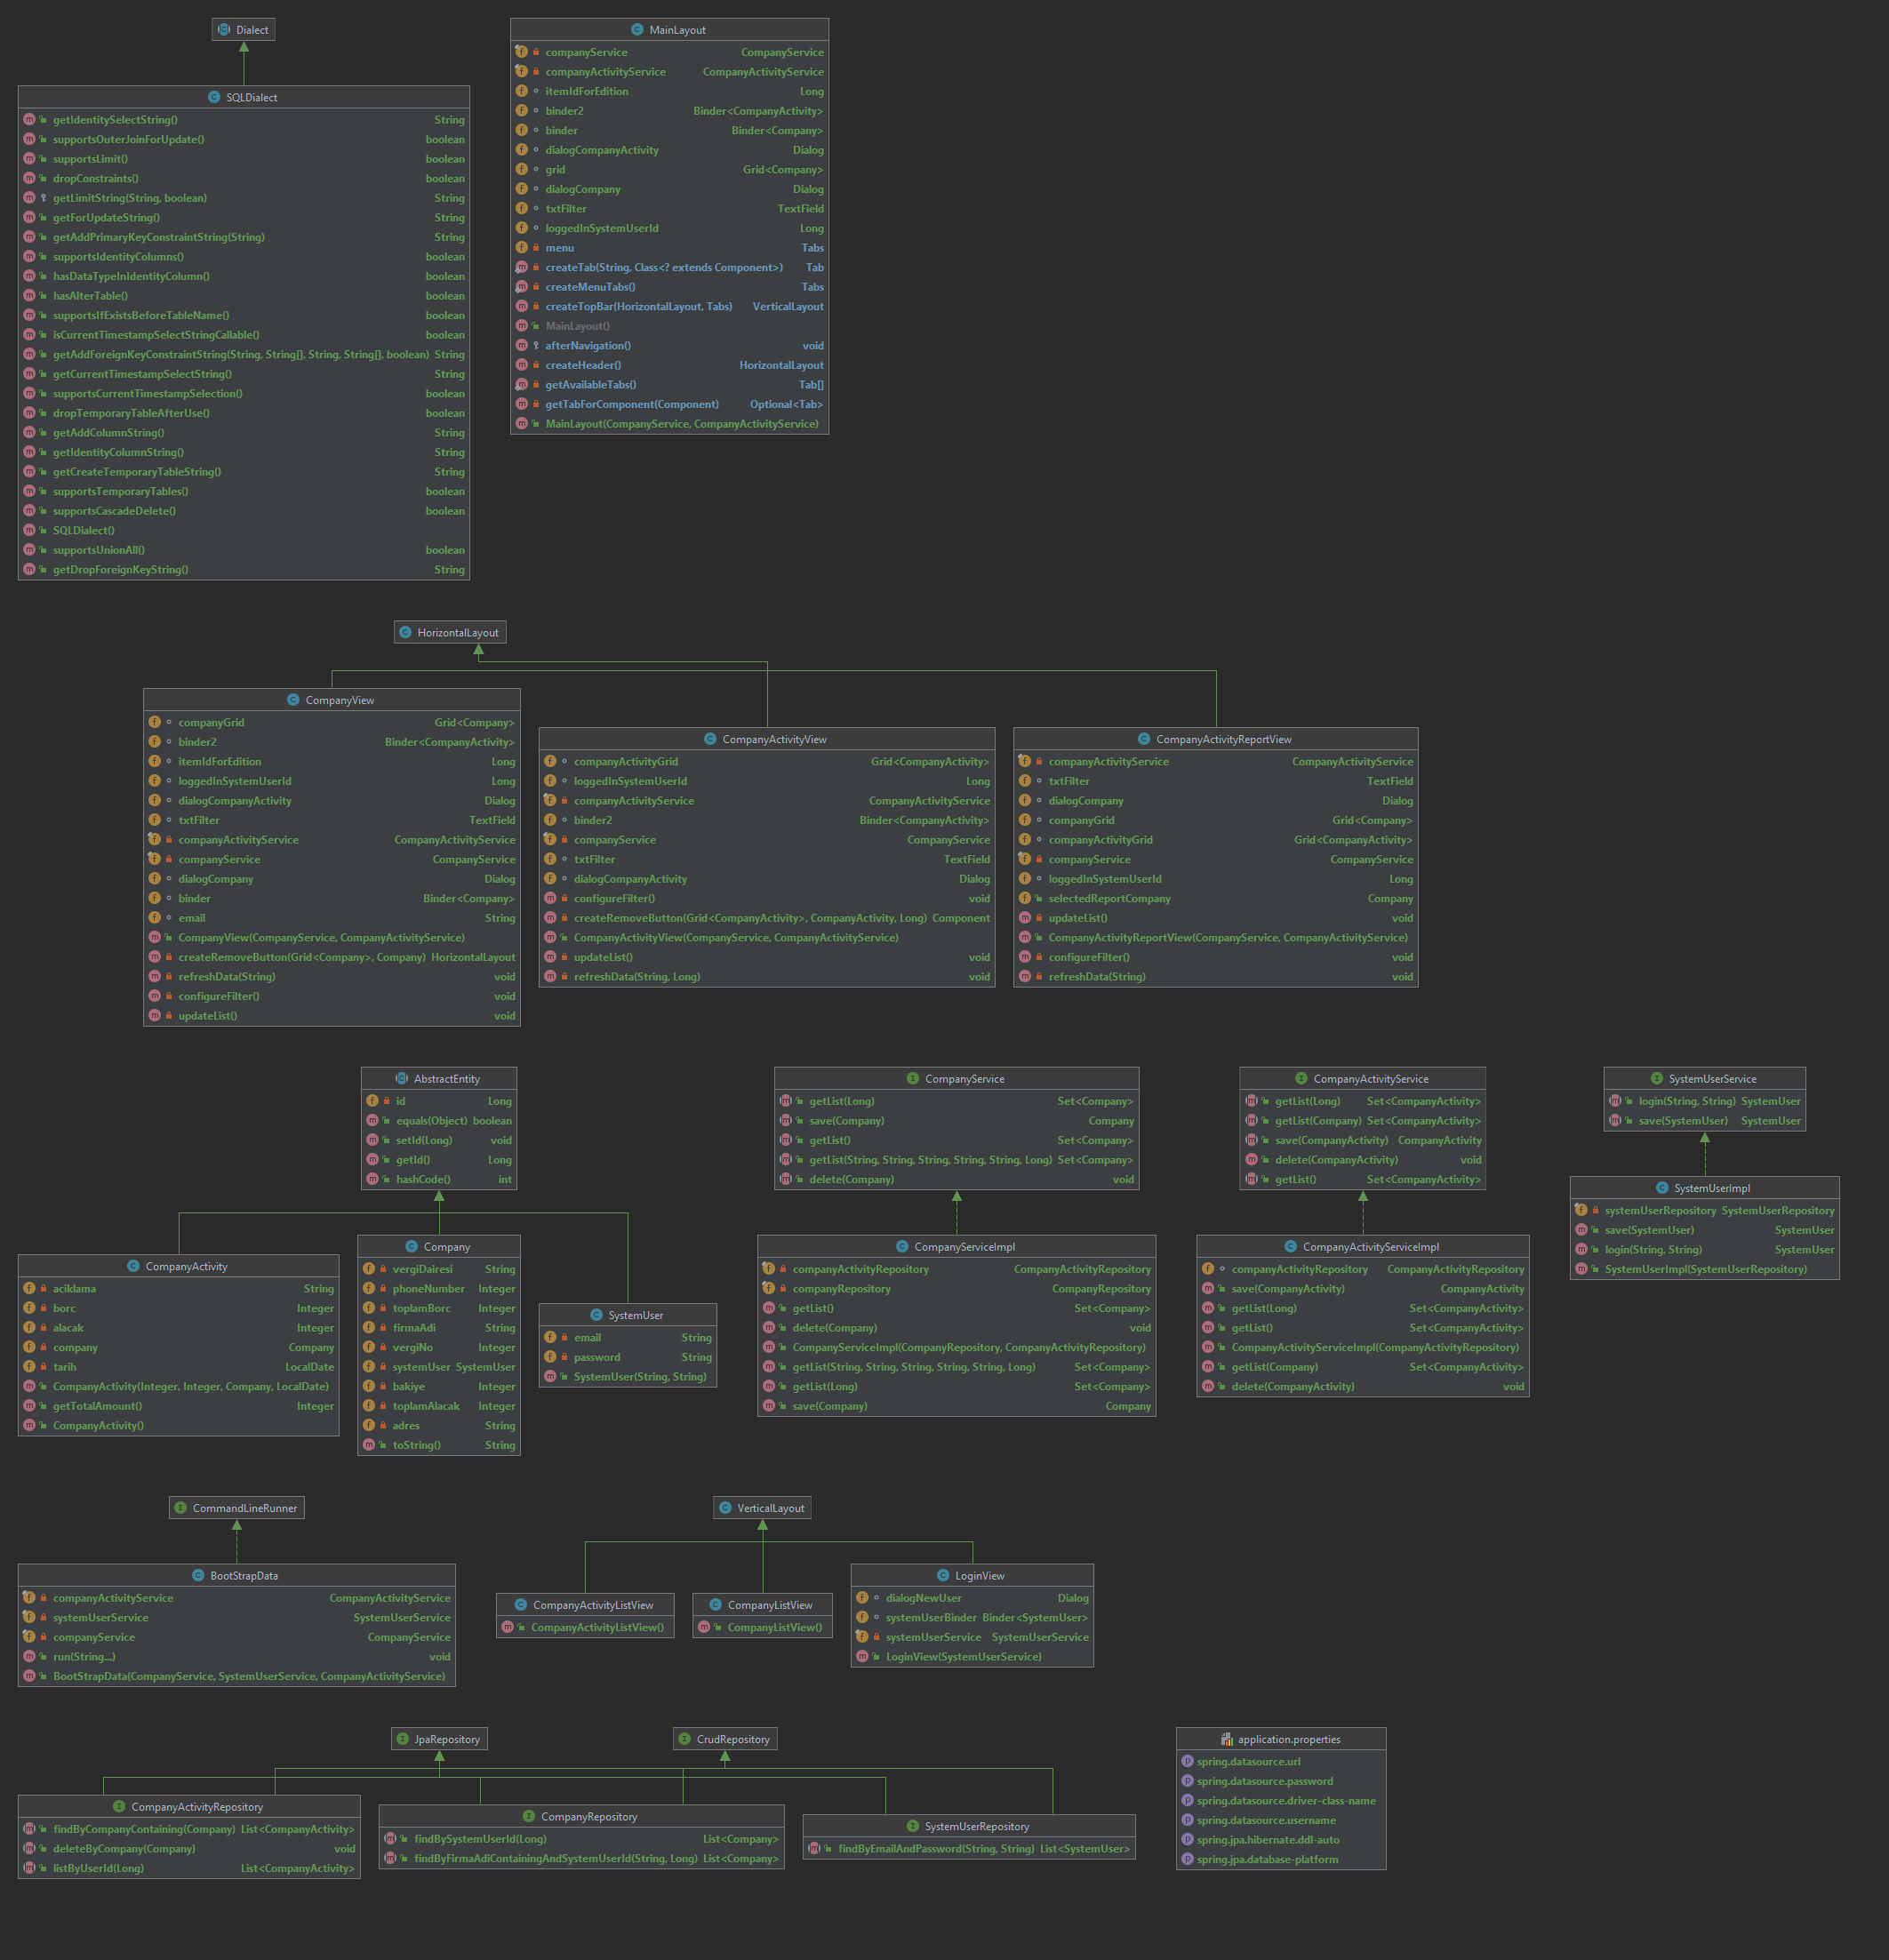 Dialect
SQLDialect
getIdentitySelectString() String
supportsOuterJoinForUpdate() boolean
supportsLimit() boolean
dropConstraints() boolean
getLimitString(String, boolean) String
getForUpdateString() String
getAddPrimaryKeyConstraintString(String) String
supportsIdentityColumns() boolean
hasDataTypeInIdentityColumn() boolean
hasAlterTable() boolean
supportsIfExistsBeforeTableName() boolean
isCurrentTimestampSelectStringCallable() boolean
getAddForeignKeyConstraintString(String, String[], String, String[], boolean) String
getCurrentTimestampSelectString() String
supportsCurrentTimestampSelection() boolean
dropTemporaryTableAfterUse() boolean
getAddColumnString() String
getIdentityColumnString() String
getCreateTemporaryTableString() String
supportsTemporaryTables() boolean
supportsCascadeDelete() boolean
SQLDialect()
supportsUnionAll() boolean
getDropForeignKeyString() String
MainLayout
companyService CompanyService
companyActivityService CompanyActivityService
itemIdForEdition Long
binder2 Binder<CompanyActivity>
binder Binder<Company>
dialogCompanyActivity Dialog
grid Grid<Company>
dialogCompany Dialog
txtFilter TextField
loggedInSystemUserId Long
menu Tabs
createTab(String, Class<? extends Component>) Tab
createMenuTabs() Tabs
createTopBar(HorizontalLayout, Tabs) VerticalLayout
MainLayout()
afterNavigation() void
createHeader() HorizontalLayout
getAvailableTabs() Tab[]
getTabForComponent(Component) Optional<Tab>
MainLayout(CompanyService, CompanyActivityService)
HorizontalLayout
CompanyView
companyGrid Grid<Company>
binder2 Binder<CompanyActivity>
itemIdForEdition Long
loggedInSystemUserId Long
dialogCompanyActivity Dialog
txtFilter TextField
companyActivityService CompanyActivityService
companyService CompanyService
dialogCompany Dialog
binder Binder<Company>
email String
CompanyView(CompanyService, CompanyActivityService)
createRemoveButton(Grid<Company>, Company) HorizontalLayout
refreshData(String) void
configureFilter() void
updateList() void
CompanyActivityView
companyActivityGrid Grid<CompanyActivity>
loggedInSystemUserId Long
companyActivityService CompanyActivityService
binder2 Binder<CompanyActivity>
companyService CompanyService
txtFilter TextField
dialogCompanyActivity Dialog
configureFilter() void
createRemoveButton(Grid<CompanyActivity>, CompanyActivity, Long) Component
CompanyActivityView(CompanyService, CompanyActivityService)
updateList() void
refreshData(String, Long) void
CompanyActivityReportView
companyActivityService CompanyActivityService
txtFilter TextField
dialogCompany Dialog
companyGrid Grid<Company>
companyActivityGrid Grid<CompanyActivity>
companyService CompanyService
loggedInSystemUserId Long
selectedReportCompany Company
updateList() void
CompanyActivityReportView(CompanyService, CompanyActivityService)
configureFilter() void
refreshData(String) void
AbstractEntity
id Long
equals(Object) boolean
setId(Long) void
getId() Long
hashCode() int
CompanyService
getList(Long) Set<Company>
save(Company) Company
getList() Set<Company>
getList(String, String, String, String, String, Long) Set<Company>
delete(Company) void
CompanyActivityService
getList(Long) Set<CompanyActivity>
getList(Company) Set<CompanyActivity>
save(CompanyActivity) CompanyActivity
delete(CompanyActivity) void
getList() Set<CompanyActivity>
SystemUserService
login(String, String) SystemUser
save(SystemUser) SystemUser
CompanyActivity
aciklama String
borc Integer
alacak Integer
company Company
tarih LocalDate
CompanyActivity(Integer, Integer, Company, LocalDate)
getTotalAmount() Integer
CompanyActivity()
Company
vergiDairesi String
phoneNumber Integer
toplamBorc Integer
firmaAdi String
vergiNo Integer
systemUser SystemUser
bakiye Integer
toplamAlacak Integer
adres String
toString() String
SystemUser
email String
password String
SystemUser(String, String)
CompanyServiceImpl
companyActivityRepository CompanyActivityRepository
companyRepository CompanyRepository
getList() Set<Company>
delete(Company) void
CompanyServiceImpl(CompanyRepository, CompanyActivityRepository)
getList(String, String, String, String, String, Long) Set<Company>
getList(Long) Set<Company>
save(Company) Company
CompanyActivityServiceImpl
companyActivityRepository CompanyActivityRepository
save(CompanyActivity) CompanyActivity
getList(Long) Set<CompanyActivity>
getList() Set<CompanyActivity>
CompanyActivityServiceImpl(CompanyActivityRepository)
getList(Company) Set<CompanyActivity>
delete(CompanyActivity) void
SystemUserImpl
systemUserRepository SystemUserRepository
save(SystemUser) SystemUser
login(String, String) SystemUser
SystemUserImpl(SystemUserRepository)
CommandLineRunner
BootStrapData
companyActivityService CompanyActivityService
systemUserService SystemUserService
companyService CompanyService
run(String...) void
BootStrapData(CompanyService, SystemUserService, CompanyActivityService)
VerticalLayout
CompanyActivityListView
CompanyActivityListView()
CompanyListView
CompanyListView()
LoginView
dialogNewUser Dialog
systemUserBinder Binder<SystemUser>
systemUserService SystemUserService
LoginView(SystemUserService)
JpaRepository
CrudRepository
CompanyActivityRepository
findByCompanyContaining(Company) List<CompanyActivity>
deleteByCompany(Company) void
listByUserId(Long) List<CompanyActivity>
CompanyRepository
findBySystemUserId(Long) List<Company>
findByFirmaAdiContainingAndSystemUserId(String, Long) List<Company>
SystemUserRepository
findByEmailAndPassword(String, String) List<SystemUser>
application.properties
spring.datasource.url
spring.datasource.password
spring.datasource.driver-class-name
spring.datasource.username
spring.jpa.hibernate.ddl-auto
spring.jpa.database-platform